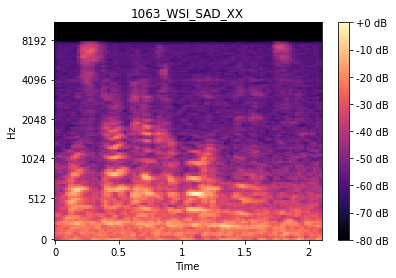 1063_WSI_SAD_XX
8192
4096
2048
1024
512
0
Hz
0
0.5
1
1.5
2
Time
+0 dB
-10 dB
-20 dB
-30 dB
-40 dB
-50 dB
-60 dB
-70 dB
-80 dB